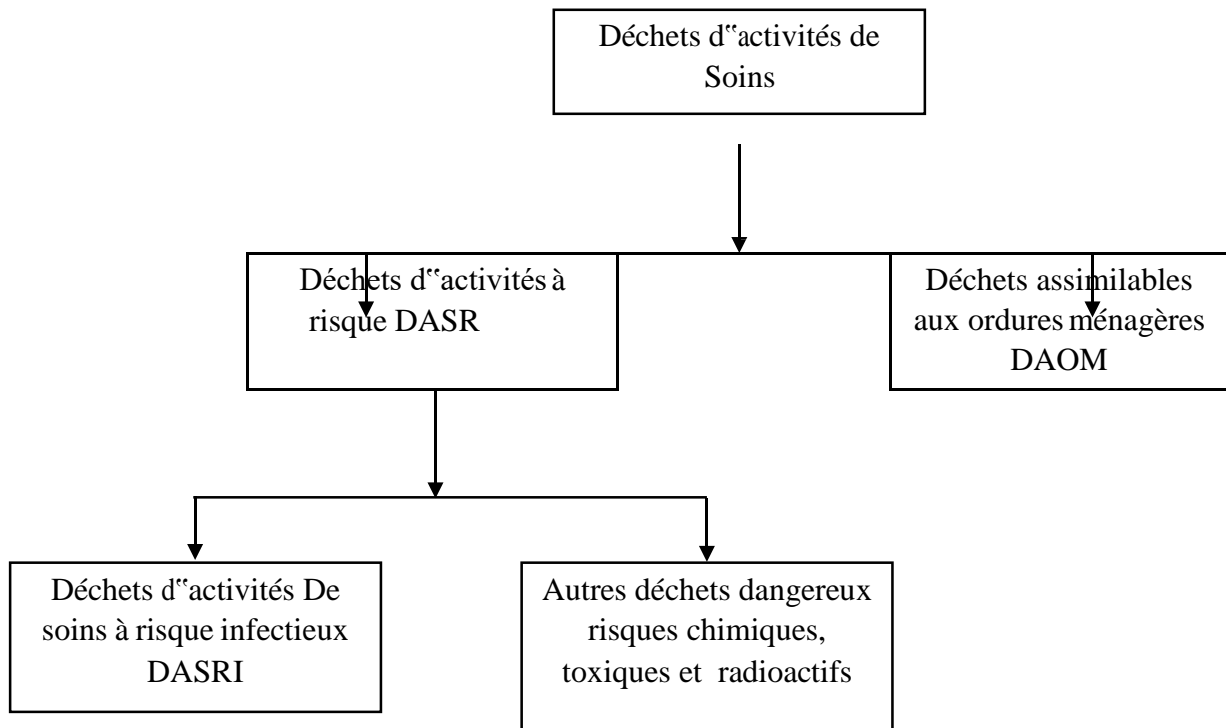 Déchets d‟activités de
Soins
Déchets d‟activités à
risque DASR
Déchets assimilables
aux ordures ménagères
DAOM
Déchets d‟activités De
soins à risque infectieux
DASRI
Autres déchets dangereux
risques chimiques,
toxiques et radioactifs